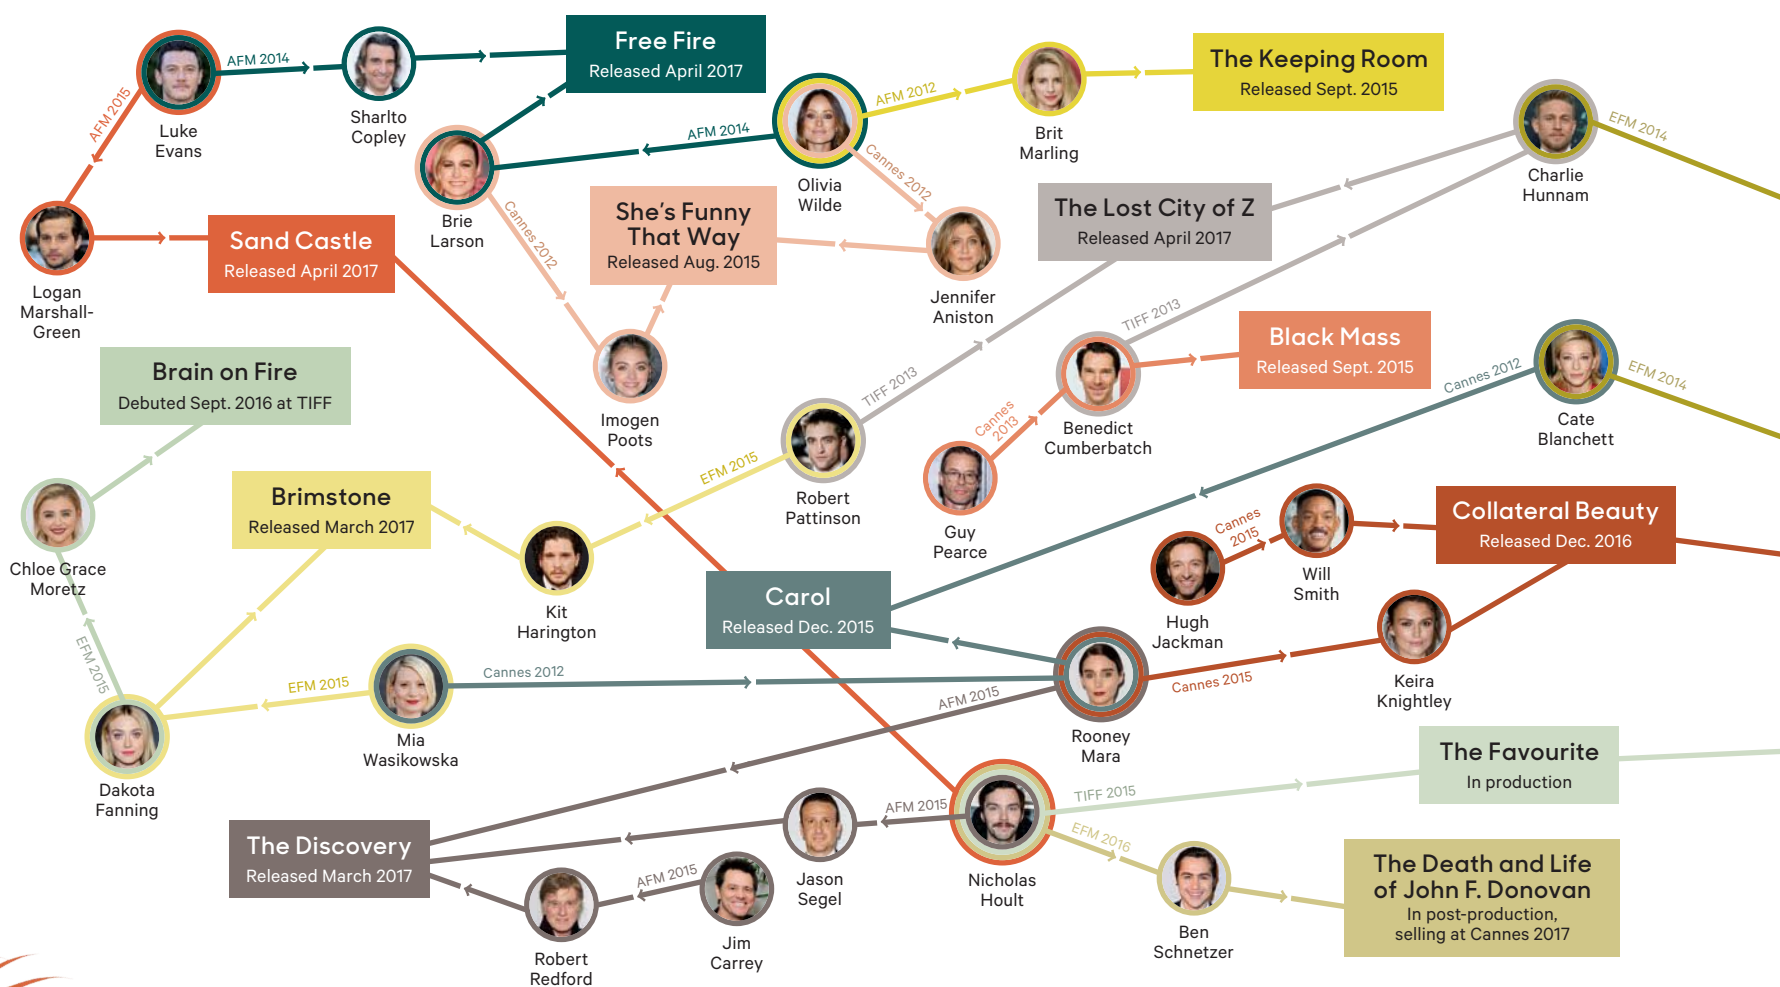 Free Fire
Released April 2017
AFM 2014
Luke
Evans
Sharlto
Copley
AFM 2015
The Keeping Room
Released Sept. 2015
AFM 2012
Brit
Marling
AFM 2014
Olivia
Wilde
EFM 2014
Charlie
Hunnam
Brie
Larson
Cannes 2012
Cannes 2012
She's Funny
That Way
Released Aug. 2015
The Lost City of Z
Released April 2017
Sand Castle
Released April 2017
Logan
Marshall-
Green
Jennifer
Aniston
TIFF 2013
Black Mass
Released Sept. 2015
Brain on Fire
Debuted Sept. 2016 at TIFF
Imogen
Poots
TIFF 2013
Cannes
2013
Benedict
Cumberbatch
Cannes 2012
EFM 2014
Cate
Blanchett
EFM 2015
Robert
Pattinson
Guy
Pearce
Brimstone
Released March 2017
Collateral Beauty
Released Dec. 2016
Cannes
2015
Will
Smith
Chloe Grace
Moretz
Kit
Harington
Carol
Released Dec. 2015
Hugh
Jackman
EFM 2015
EFM 2015
Cannes 2012
Mia
Wasikowska
AFM 2015
Cannes 2015
Keira
Knightley
Rooney
Mara
Dakota
Fanning
The Favourite
In production
TIFF 2015
The Discovery
Released March 2017
AFM 2015
EFM 2016
AFM 2015
Jason
Segel
Nicholas
Hoult
The Death and Life
of John F. Donovan
In post-production,
selling at Cannes 2017
Ben
Schnetzer
Jim
Carrey
Robert
Redford